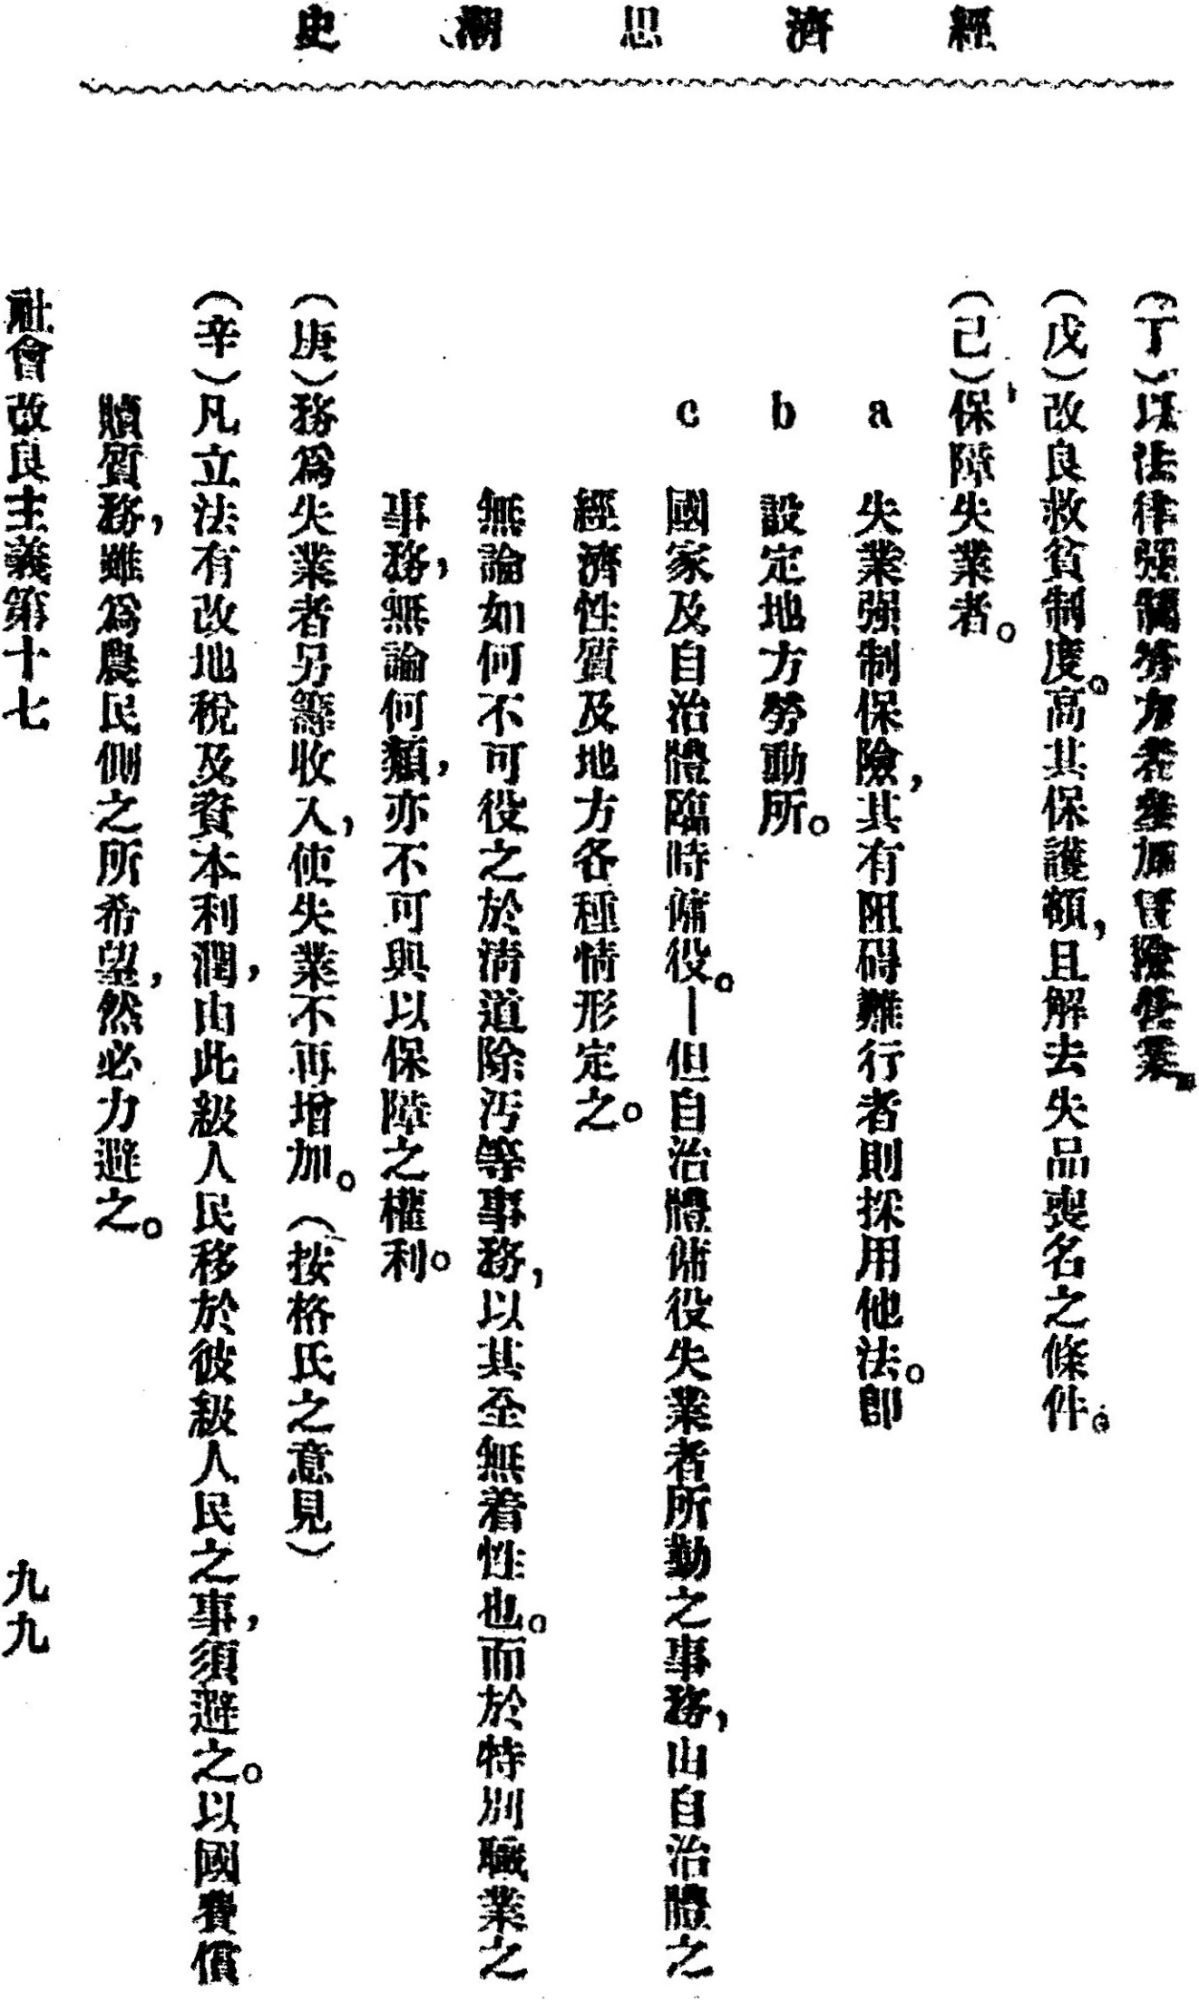 經濟思潮史
(丁)以法律强制勞力者參加冒險營業。
(戊)改良救貧制度。高其保護額，且解去失品喪名之條件。
(己)保障失業者。
a 失業强制保險，其有阻碍難行者則採用他法。即
b 設定地方勞動所。
c 國家及自治體臨時傭役。—但自治體傭役失業者所勤之事務，由自治體之
經濟性質及地方各種情形定之。
無論如何不可役之於淸道除汚等事務，以其全無着性也。而於特別職業之
事務，無論何類，亦不可與以保障之權利。
(庚)務爲失業者另籌收入，使失業不再增加。(按格氏之意見)
(辛)凡立法有改地稅及資本利潤，由此級人民移於彼級人民之事，須避之。以國費償
贖質務，雖爲農民側之所希望，然必力避之。
社會改良主義第十七
九九